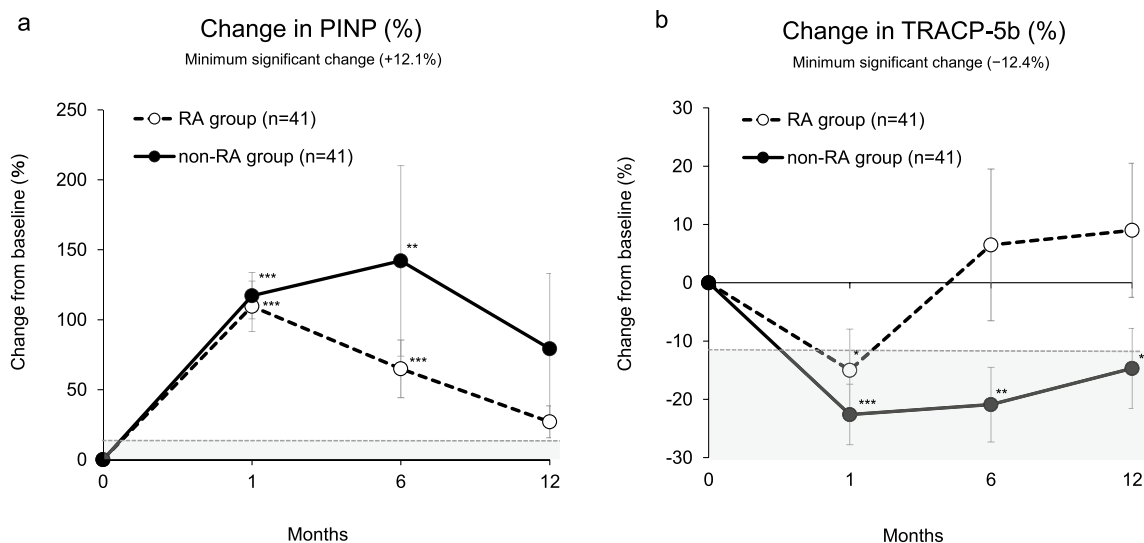 a
Change in PINP (%)
Minimum significant change (+12.1%)
Change from baseline (%)
250
200
150
100
50
0
RA group (n=41)
non-RA group (n=41)
***
***
**
***
0
1
6
12
Months
b
Change in TRACP-5b (%)
Minimum significant change (−12.4%)
Change from baseline (%)
30
20
10
0
-10
-20
-30
RA group (n=41)
non-RA group (n=41)
*
***
**
*
0
1
6
12
Months